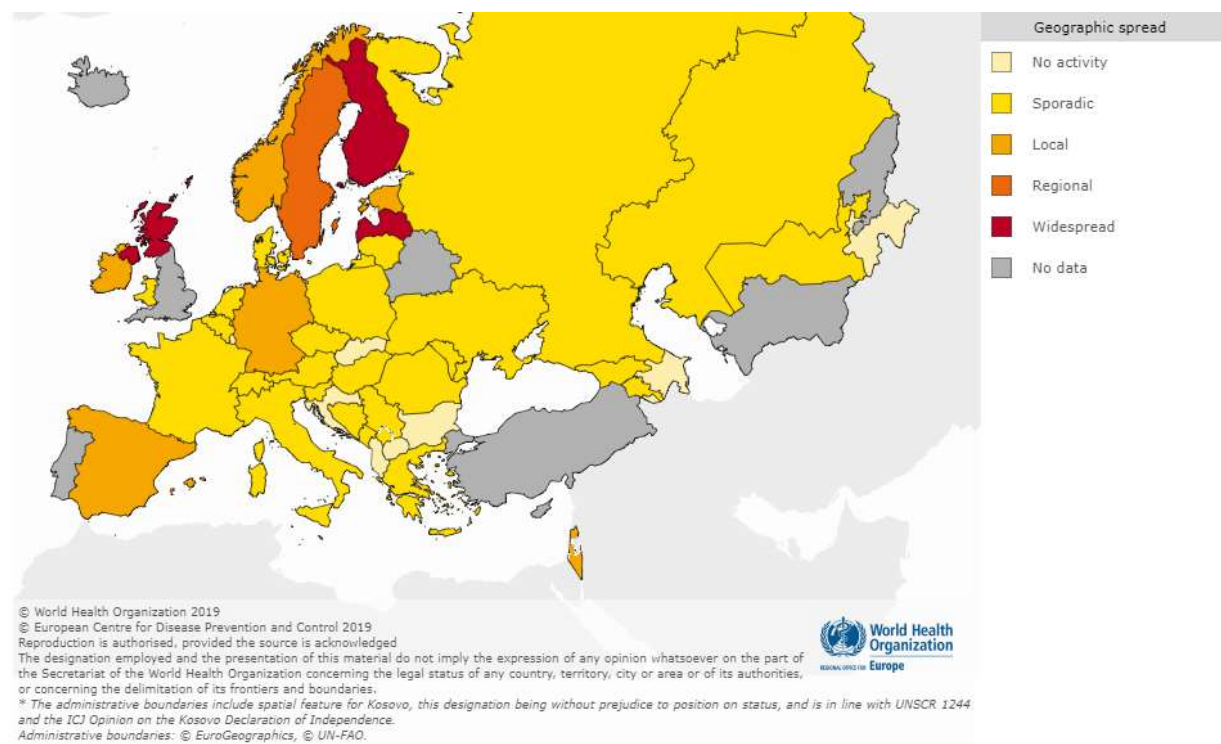 Geographic spread
No activity
Sporadic
Local
Regional
Widespread
No data
© World Health Organization 2019
© European Centre for Disease Prevention and Control 2019
Reproduction is authorised, provided the source is acknowledged
The designation employed and the presentation of this material do not imply the expression of any opinion whatsoever on the part of
the Secretariat of the World Health Organization concerning the legal status of any country, territory, city or area or of its authorities,
or concerning the delimitation of its frontiers and boundaries.
* The administrative boundaries include spatial feature for Kosovo, this designation being without prejudice to position on status, and is in line with UNSCR 1244
and the ICJ Opinion on the Kosovo Declaration of Independence.
Administrative boundaries: © EuroGeographics, © UN-FAO.
World Health
Organization
REGIONAL OFFICE FOR Europe